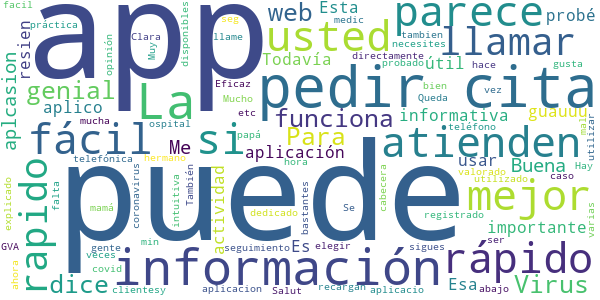 facil práctica app seg llame medic parece probé
resien opinión Clara Muy disponibles web Esta usted Todavía tambien necesites llamar
aplcasion genial aplico La Eficaz Mucho etc pedir cita directamente probado útil hace gusta
mucha ospital papá funciona informativa bien Queda vez teléfono guauuu
fácil si Para atienden utilizar mal
telefónica Me aplicación usar Buena Hay
rapido hermano También hora cabecera valorado utilizado caso
explicado falta mamá coronavirus intuitiva actividad puede dedicado bastantes Se registrado mejor importante varias
GVA gente min seguimiento Es elegir sigues ser rápido
ahora dice veces covid información Esa abajo Virus
clientesy aplicacion Salut recargan aplicacio